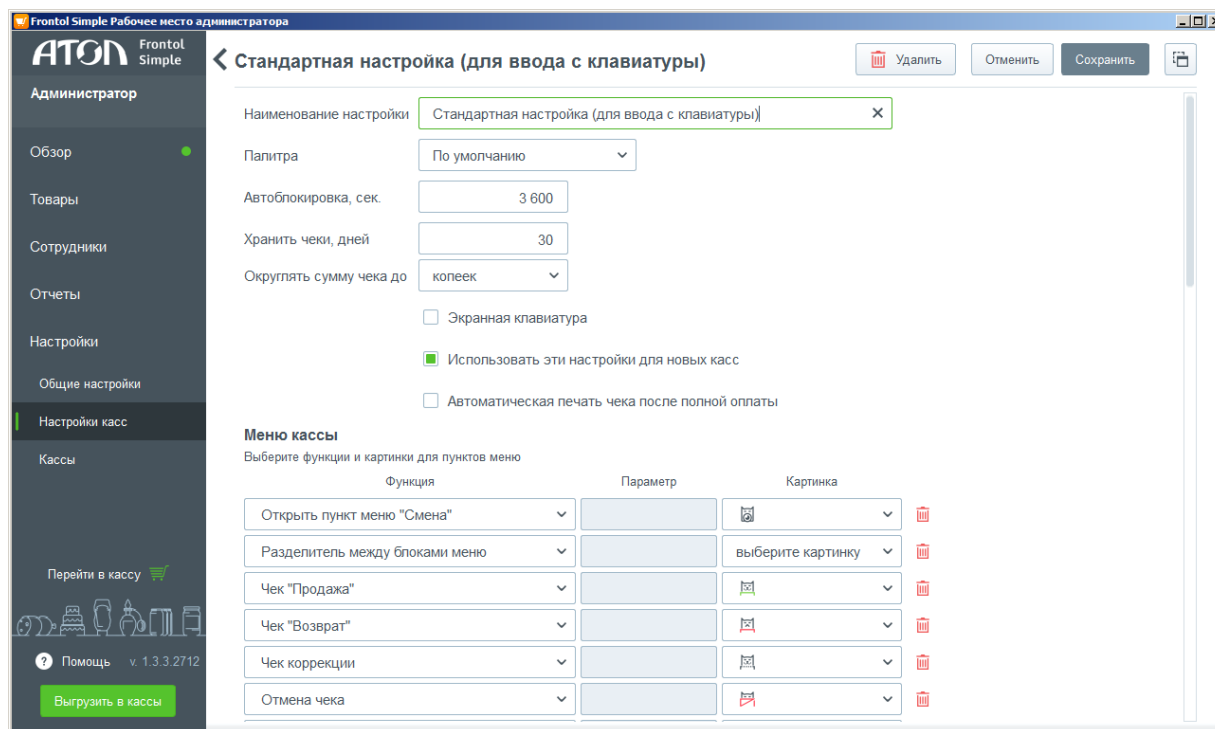 Frontol Simple Рабочее место администратора
АТОЛ Frontol Simple
Администратор
Обзор
Товары
Сотрудники
Отчеты
Настройки
Общие настройки
Настройки касс
Кассы
Перейти в кассу
Помощь v. 1.3.3.2712
Выгрузить в кассы
Стандартная настройка (для ввода с клавиатуры)
Удалить
Отменить
Сохранить
Наименование настройки Стандартная настройка (для ввода с клавиатуры)
Палитра По умолчанию
Автоблокировка, сек. 3 600
Хранить чеки, дней 30
Округлять сумму чека до копеек
Экранная клавиатура
Использовать эти настройки для новых касс
Автоматическая печать чека после полной оплаты
Меню кассы
Выберите функции и картинки для пунктов меню
Функция Параметр Картинка
Открыть пункт меню "Смена"
Разделитель между блоками меню выберите картинку
Чек "Продажа"
Чек "Возврат"
Чек коррекции
Отмена чека